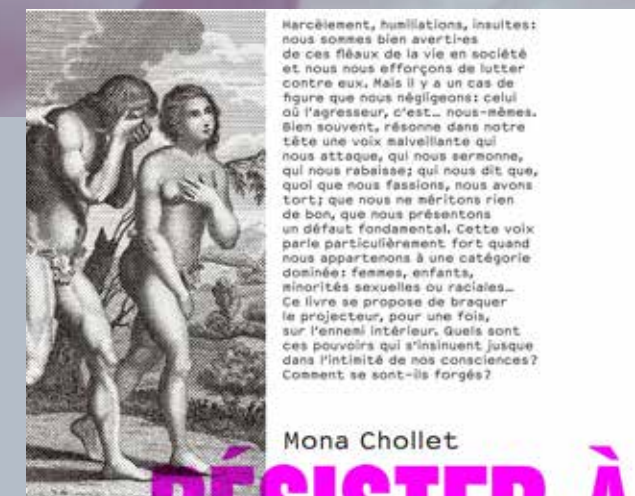 Harcèlement, humiliations, insultes:
nous sommes bien averti·es
de ces fléaux de la vie en société
et nous nous efforçons de lutter
contre eux. Mais il y a un cas de
figure que nous négligeons: celui
où l'agresseur, c'est… nous-mêmes.
Bien souvent, résonne dans notre
tête une voix malveillante qui
nous attaque, qui nous sermonne,
qui nous rabaisse; qui nous dit que,
quoi que nous fassions, nous avons
tort; que nous ne méritons rien
de bon, que nous présentons
un défaut fondamental. Cette voix
parle particulièrement fort quand
nous appartenons à une catégorie
dominée: femmes, enfants,
minorités sexuelles ou raciales…
Ce livre se propose de braquer
le projecteur, pour une fois,
sur l'ennemi intérieur. Quels sont
ces pouvoirs qui s'insinuent jusque
dans l'intimité de nos consciences?
Comment se sont-ils forgés?
Mona Chollet
RÉSISTER À